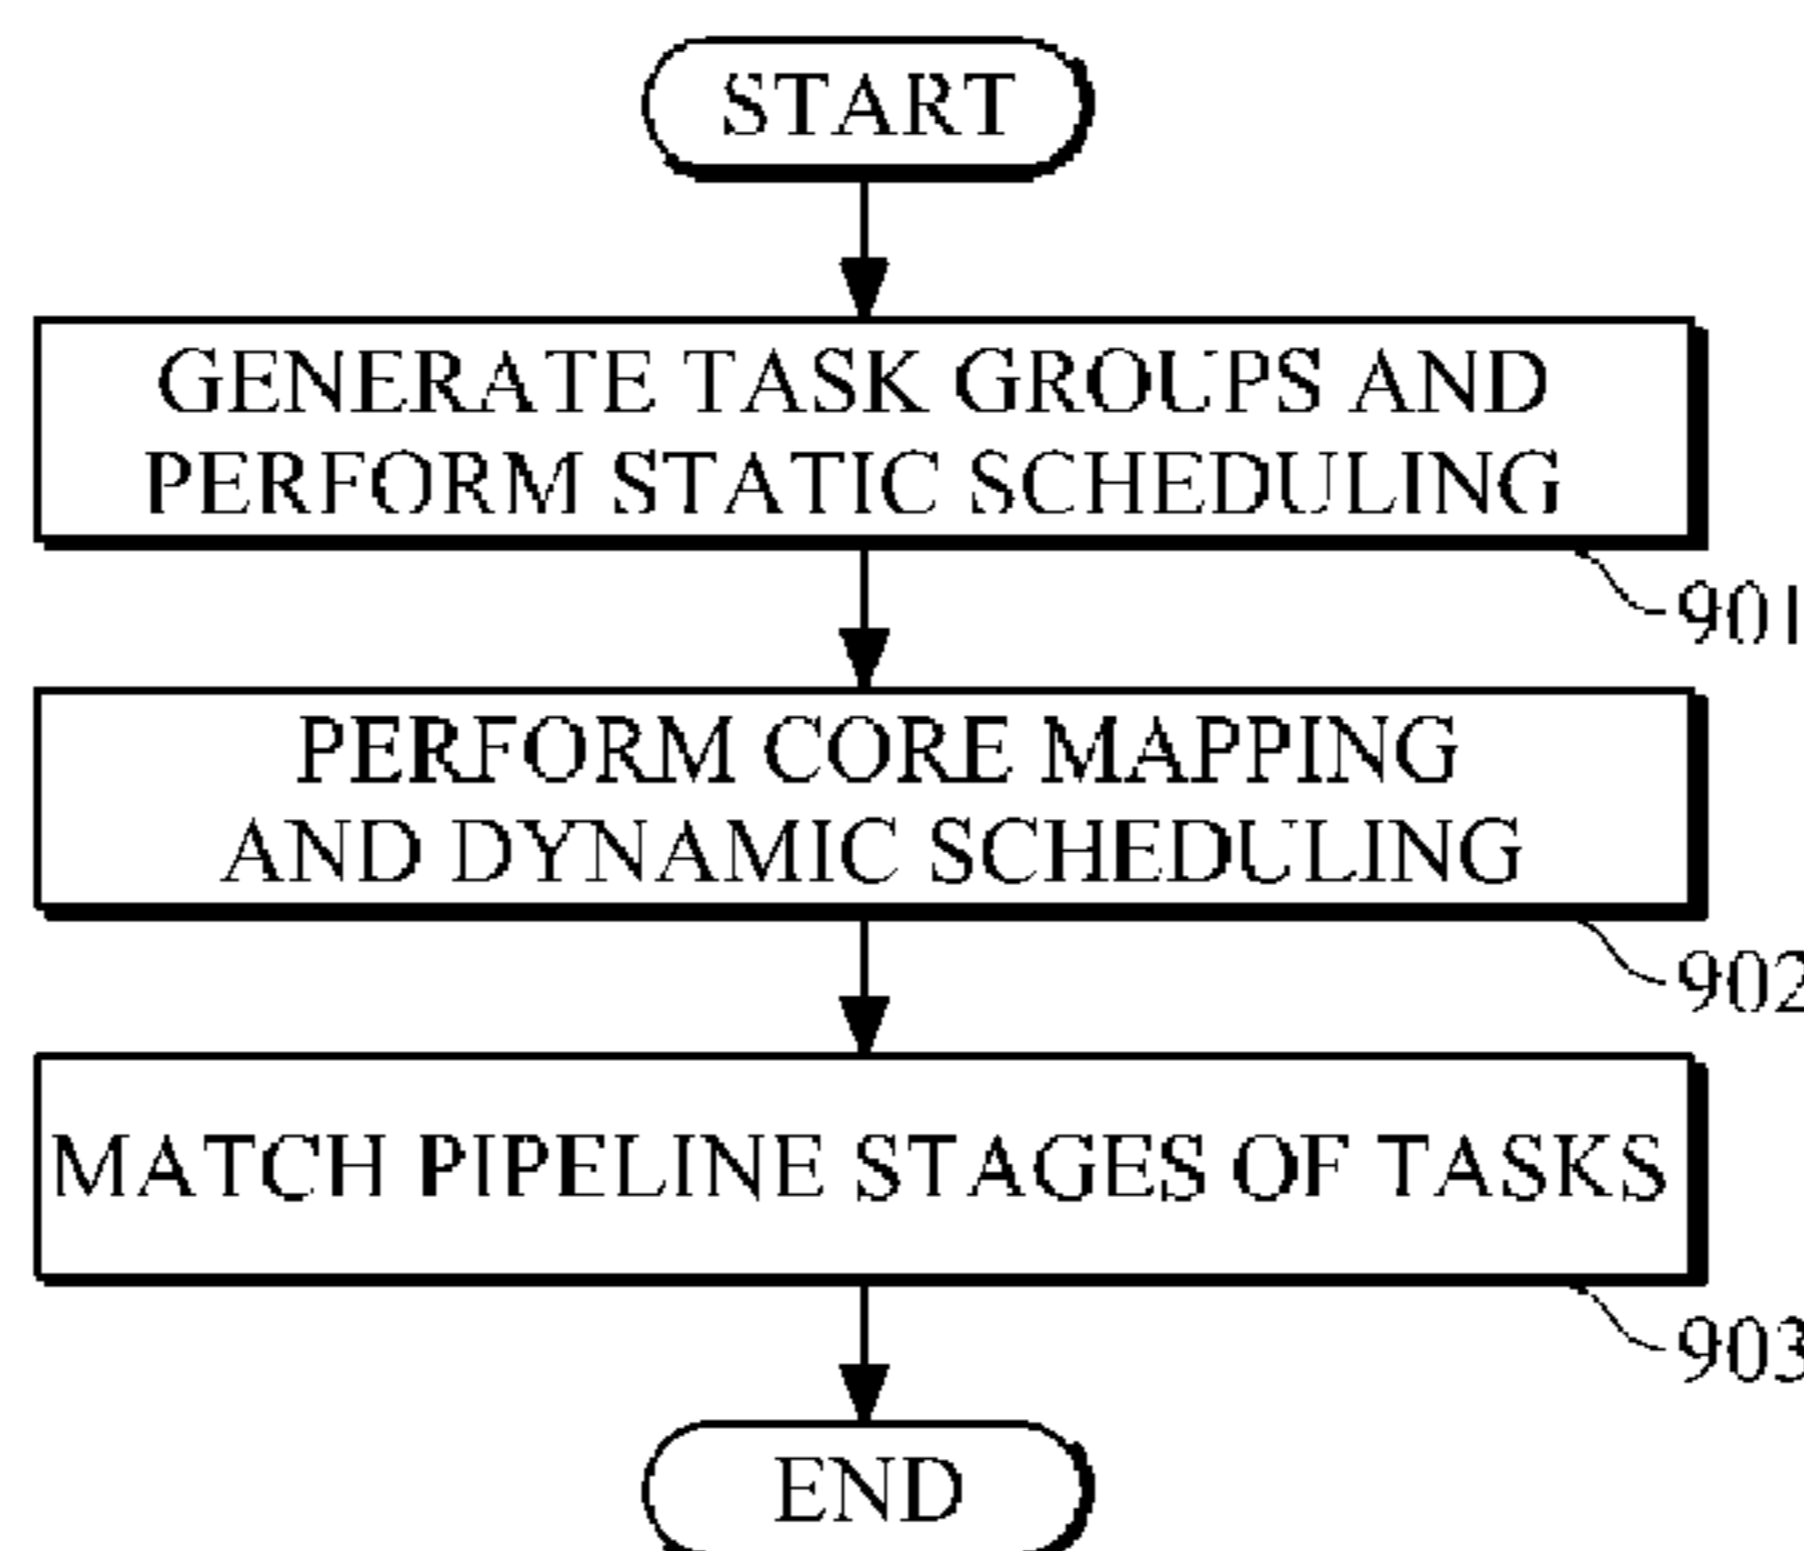 START
GENERATE TASK GROUPS AND
PERFORM STATIC SCHEDULING
901
PERFORM CORE MAPPING
AND DYNAMIC SCHEDULING
902
MATCH PIPELINE STAGES OF TASKS
903
END